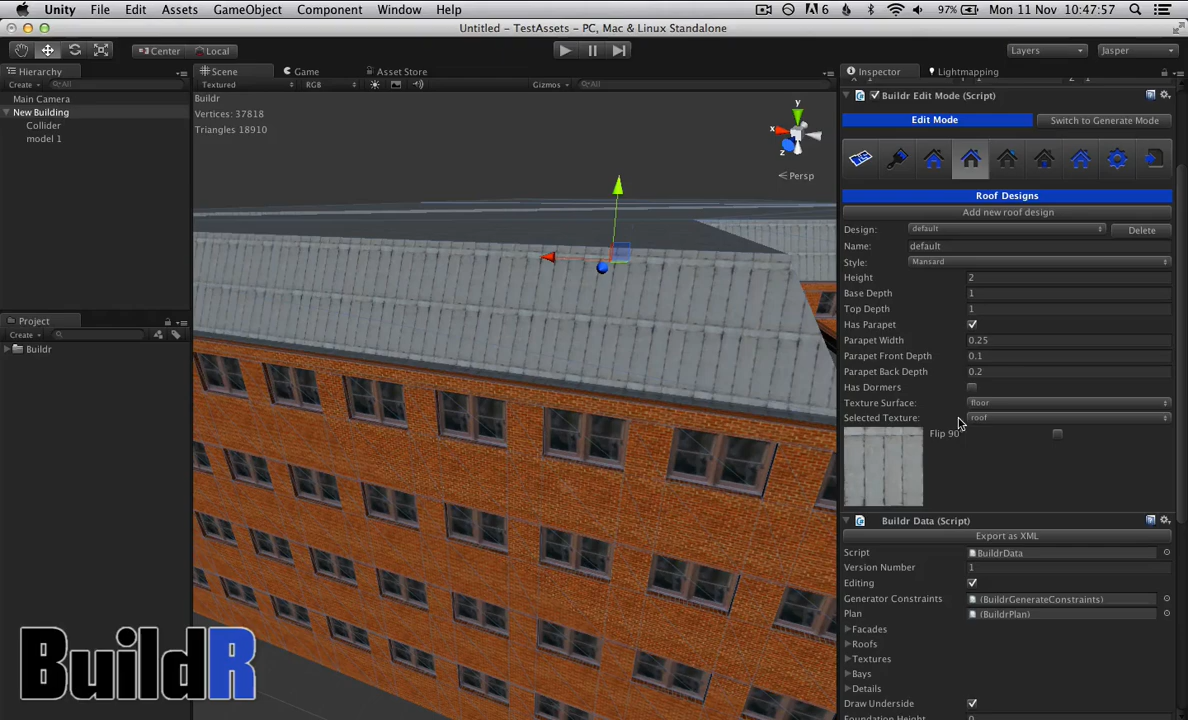 Unity File Edit Assets GameObject Component Window Help
6 97% Mon 11 Nov 10:47:57
Untitled - TestAssets - PC, Mac & Linux Standalone
Center Local Layers Jasper
Hierarchy Scene Game Asset Store Inspector Lightmapping
Create All Textured RGB Gizmos All
Main Camera
New Building
Collider
model 1
Project
Create
Buildr
Buildr
Vertices: 37818
Triangles 18910
y
x
z
Persp
Buildr Edit Mode (Script)
Edit Mode Switch to Generate Mode
Roof Designs
Add new roof design
Design: default Delete
Name: default
Style: Mansard
Height 2
Base Depth 1
Top Depth 1
Has Parapet
Parapet Width 0.25
Parapet Front Depth 0.1
Parapet Back Depth 0.2
Has Dormers
Texture Surface: floor
Selected Texture: roof
Flip 90
Buildr Data (Script)
Export as XML
Script BuildrData
Version Number 1
Editing
Generator Constraints (BuildrGenerateConstraints)
Plan (BuildrPlan)
Facades
Roofs
Textures
Bays
Details
Draw Underside
Foundation Height 0
BuildR